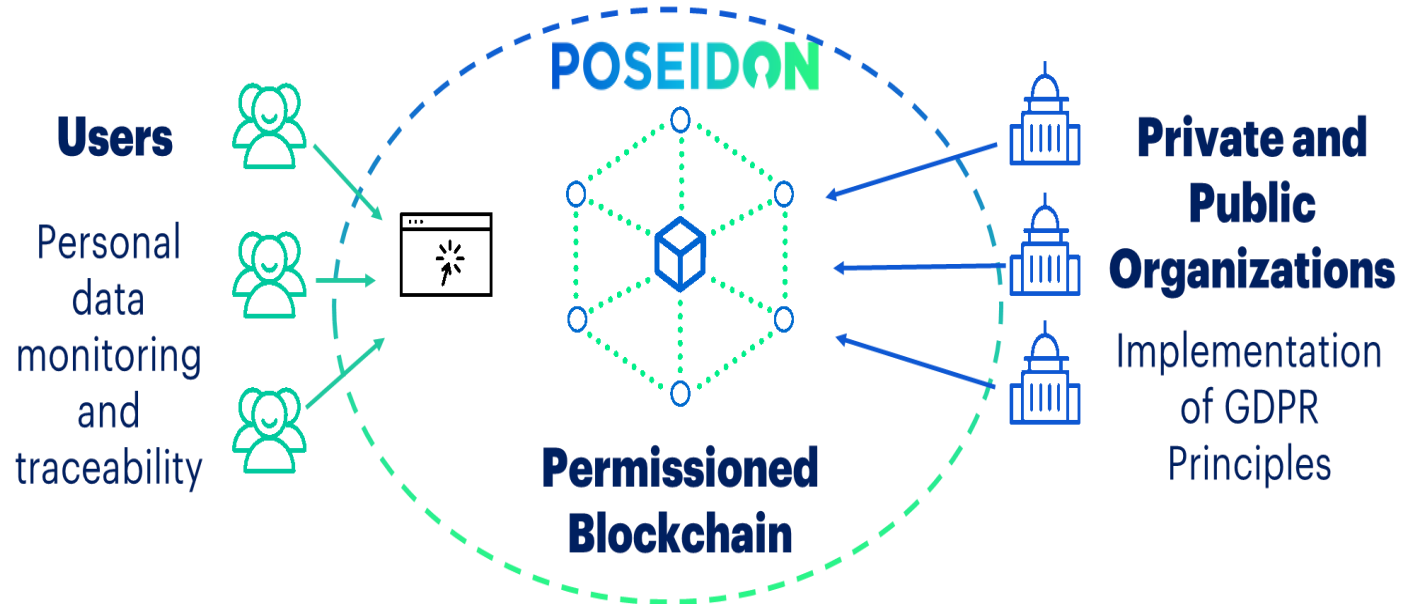 POSEIDON
Users
Personal
data
monitoring
and
traceability
Permissioned
Blockchain
Private and
Public
Organizations
Implementation
of GDPR
Principles